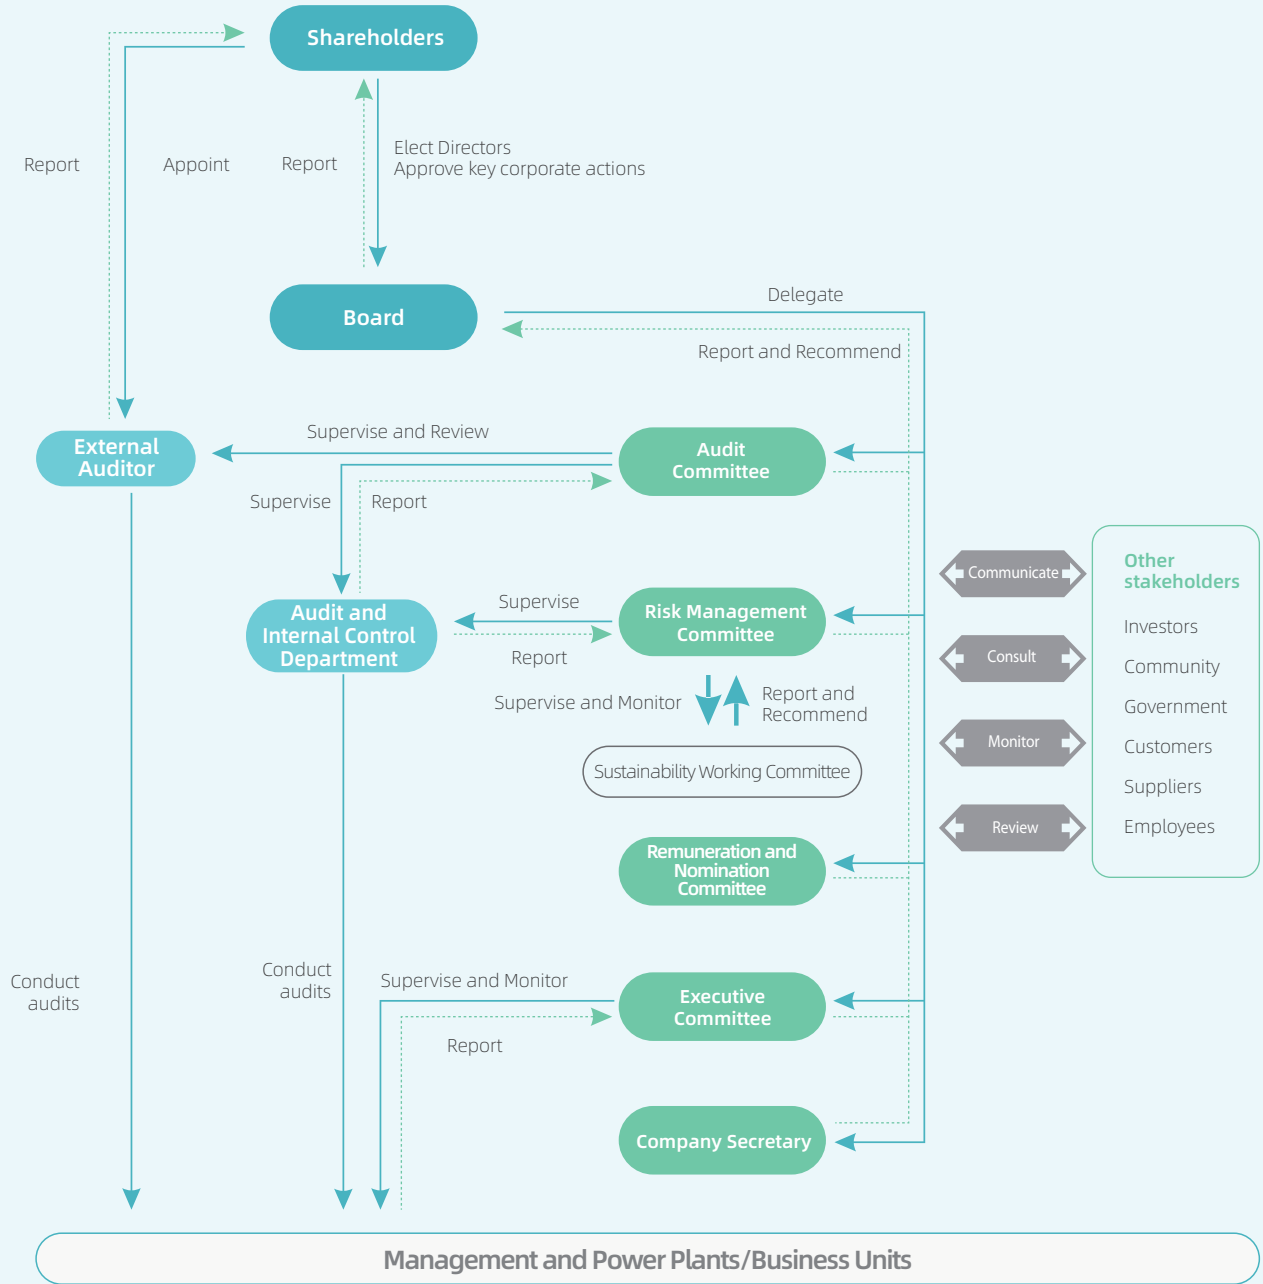 Shareholders
Report
Appoint
Report
Elect Directors
Approve key corporate actions
Board
Delegate
Report and Recommend
External
Auditor
Supervise and Review
Audit
Committee
Supervise
Report
Audit and
Internal Control
Department
Supervise
Report
Risk Management
Committee
Supervise and Monitor
Report and
Recommend
Sustainability Working Committee
Remuneration and
Nomination
Committee
Communicate
Consult
Monitor
Review
Other
stakeholders
Investors
Community
Government
Customers
Suppliers
Employees
Conduct
audits
Conduct
audits
Supervise and Monitor
Report
Executive
Committee
Company Secretary
Management and Power Plants/Business Units